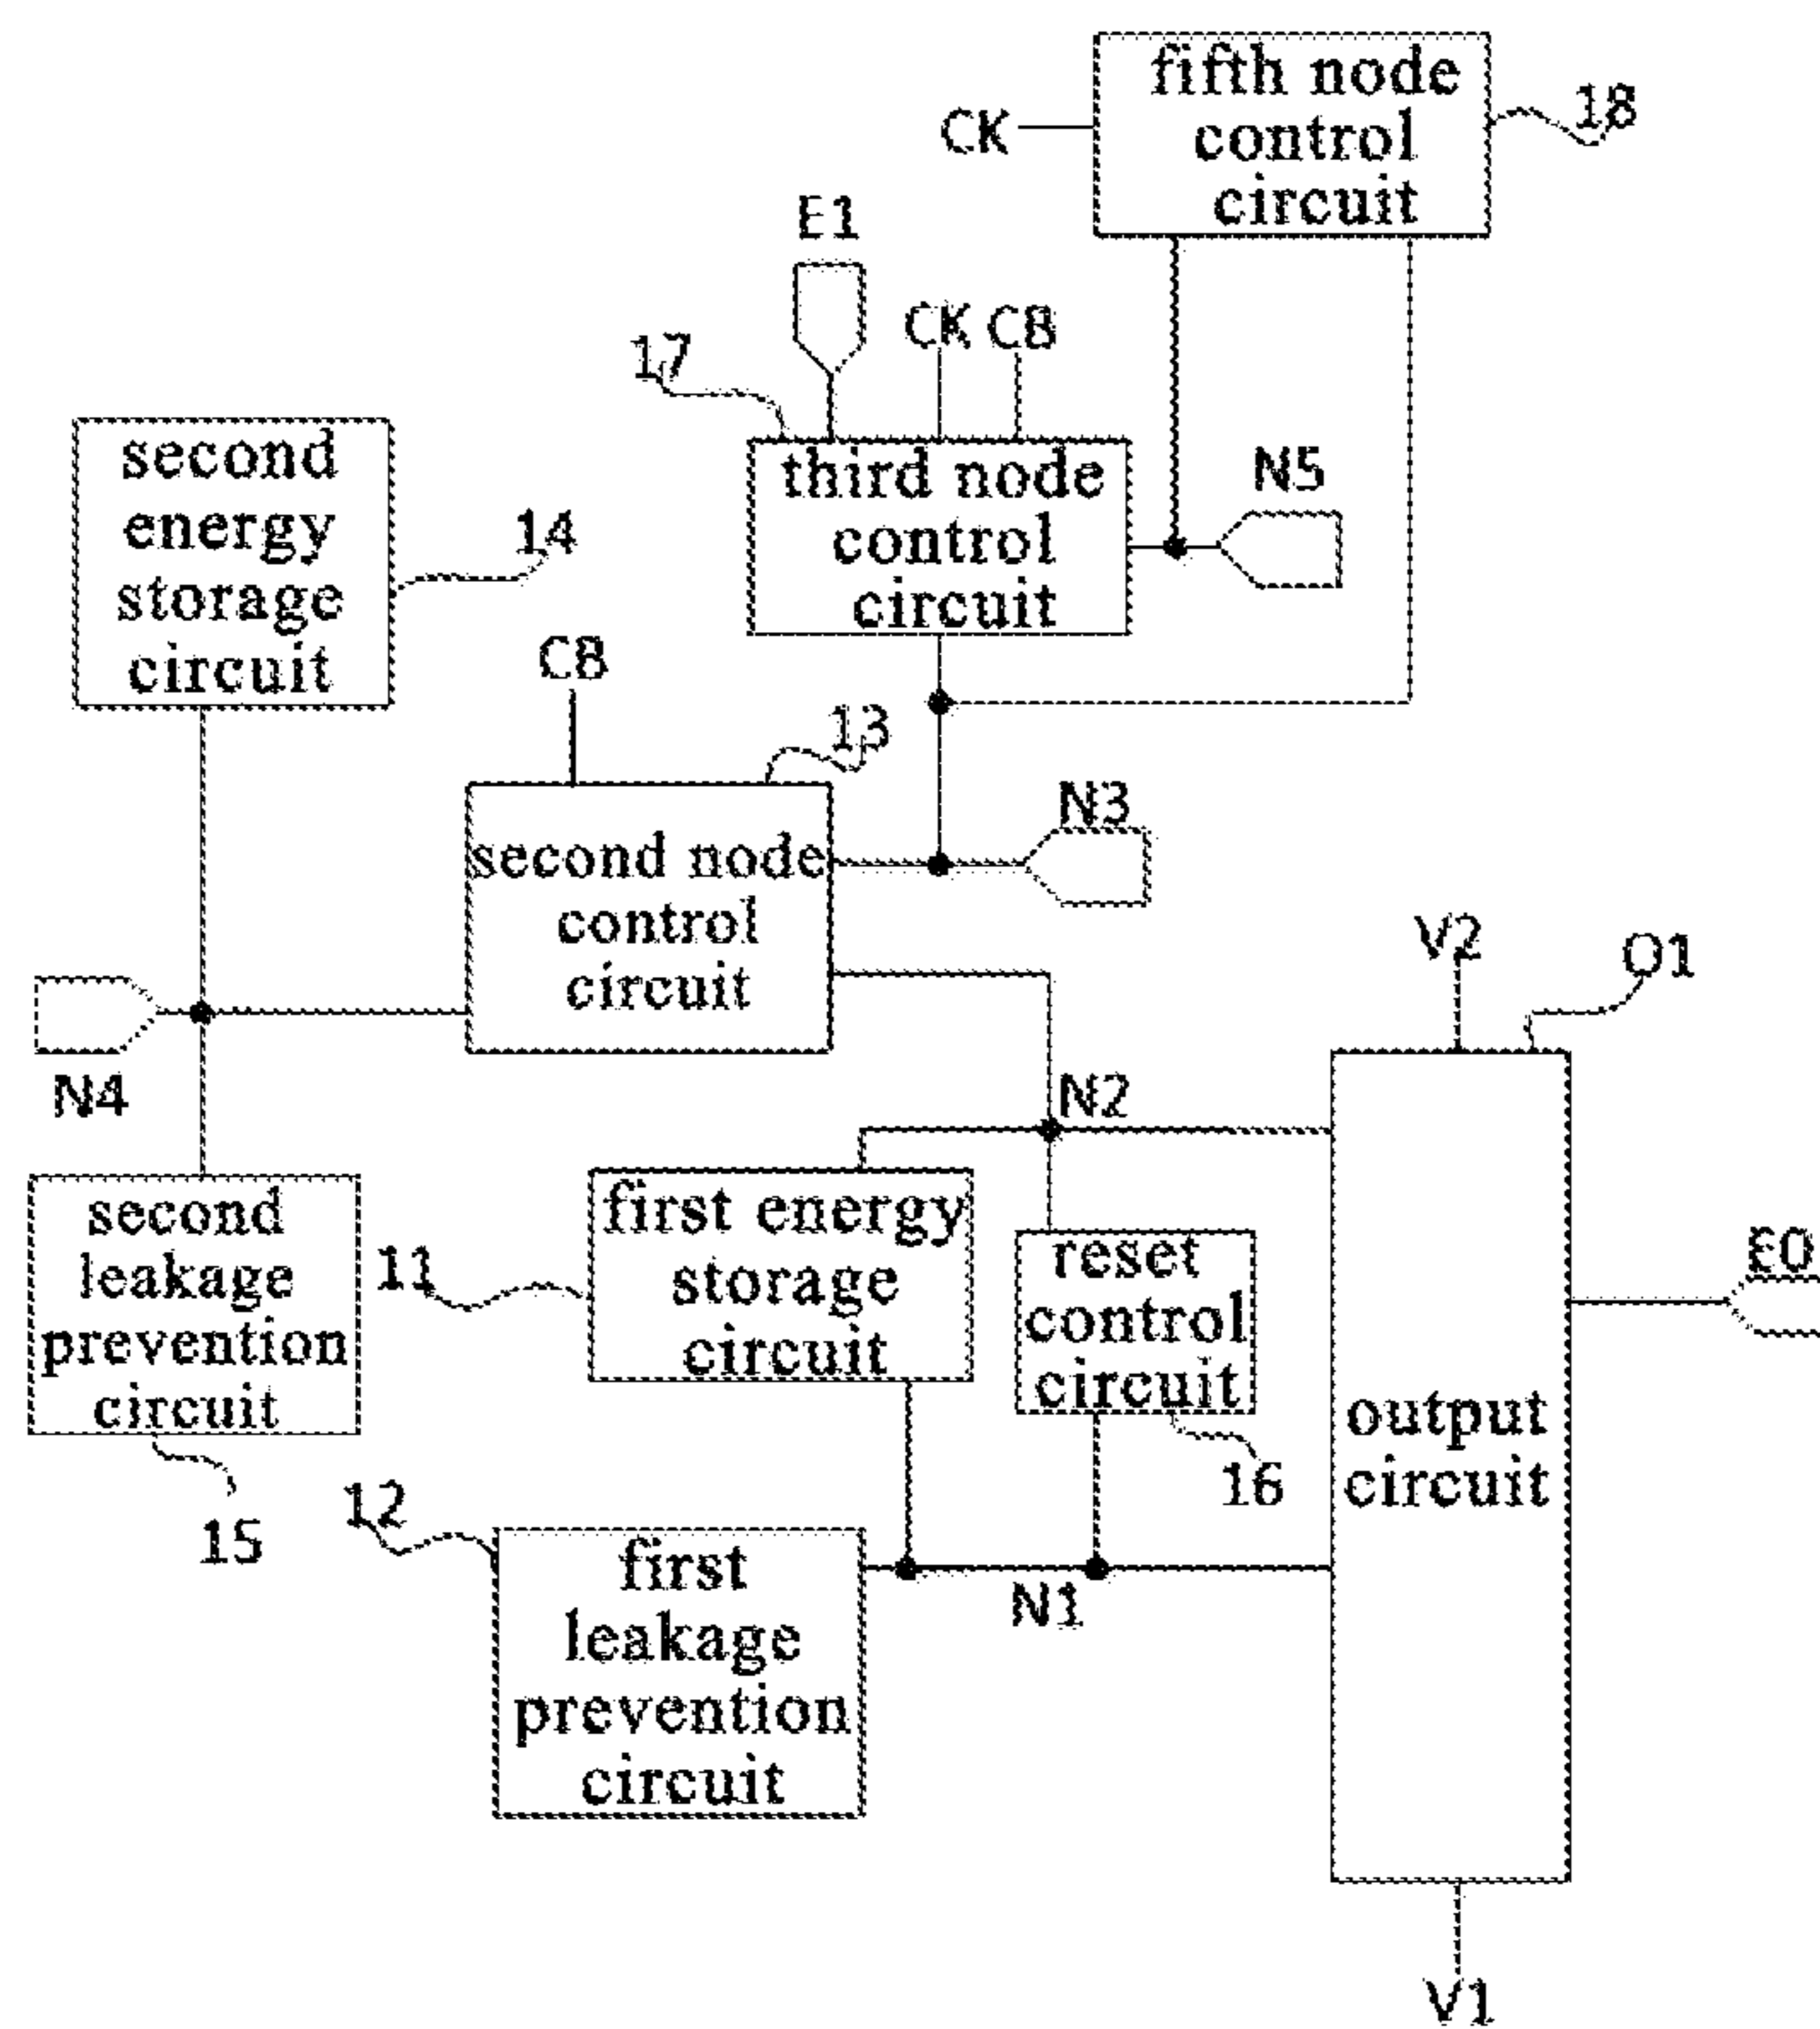 fifth node
control
circuit
18
CK
E1
CK
CB
17
third node
control
circuit
N5
second
energy
storage
circuit
14
CB
13
second node
control
circuit
N3
N4
V2
O1
N2
second
leakage
prevention
circuit
15
11
first energy
storage
circuit
reset
control
circuit
16
output
circuit
EO
12
first
leakage
prevention
circuit
N1
V1